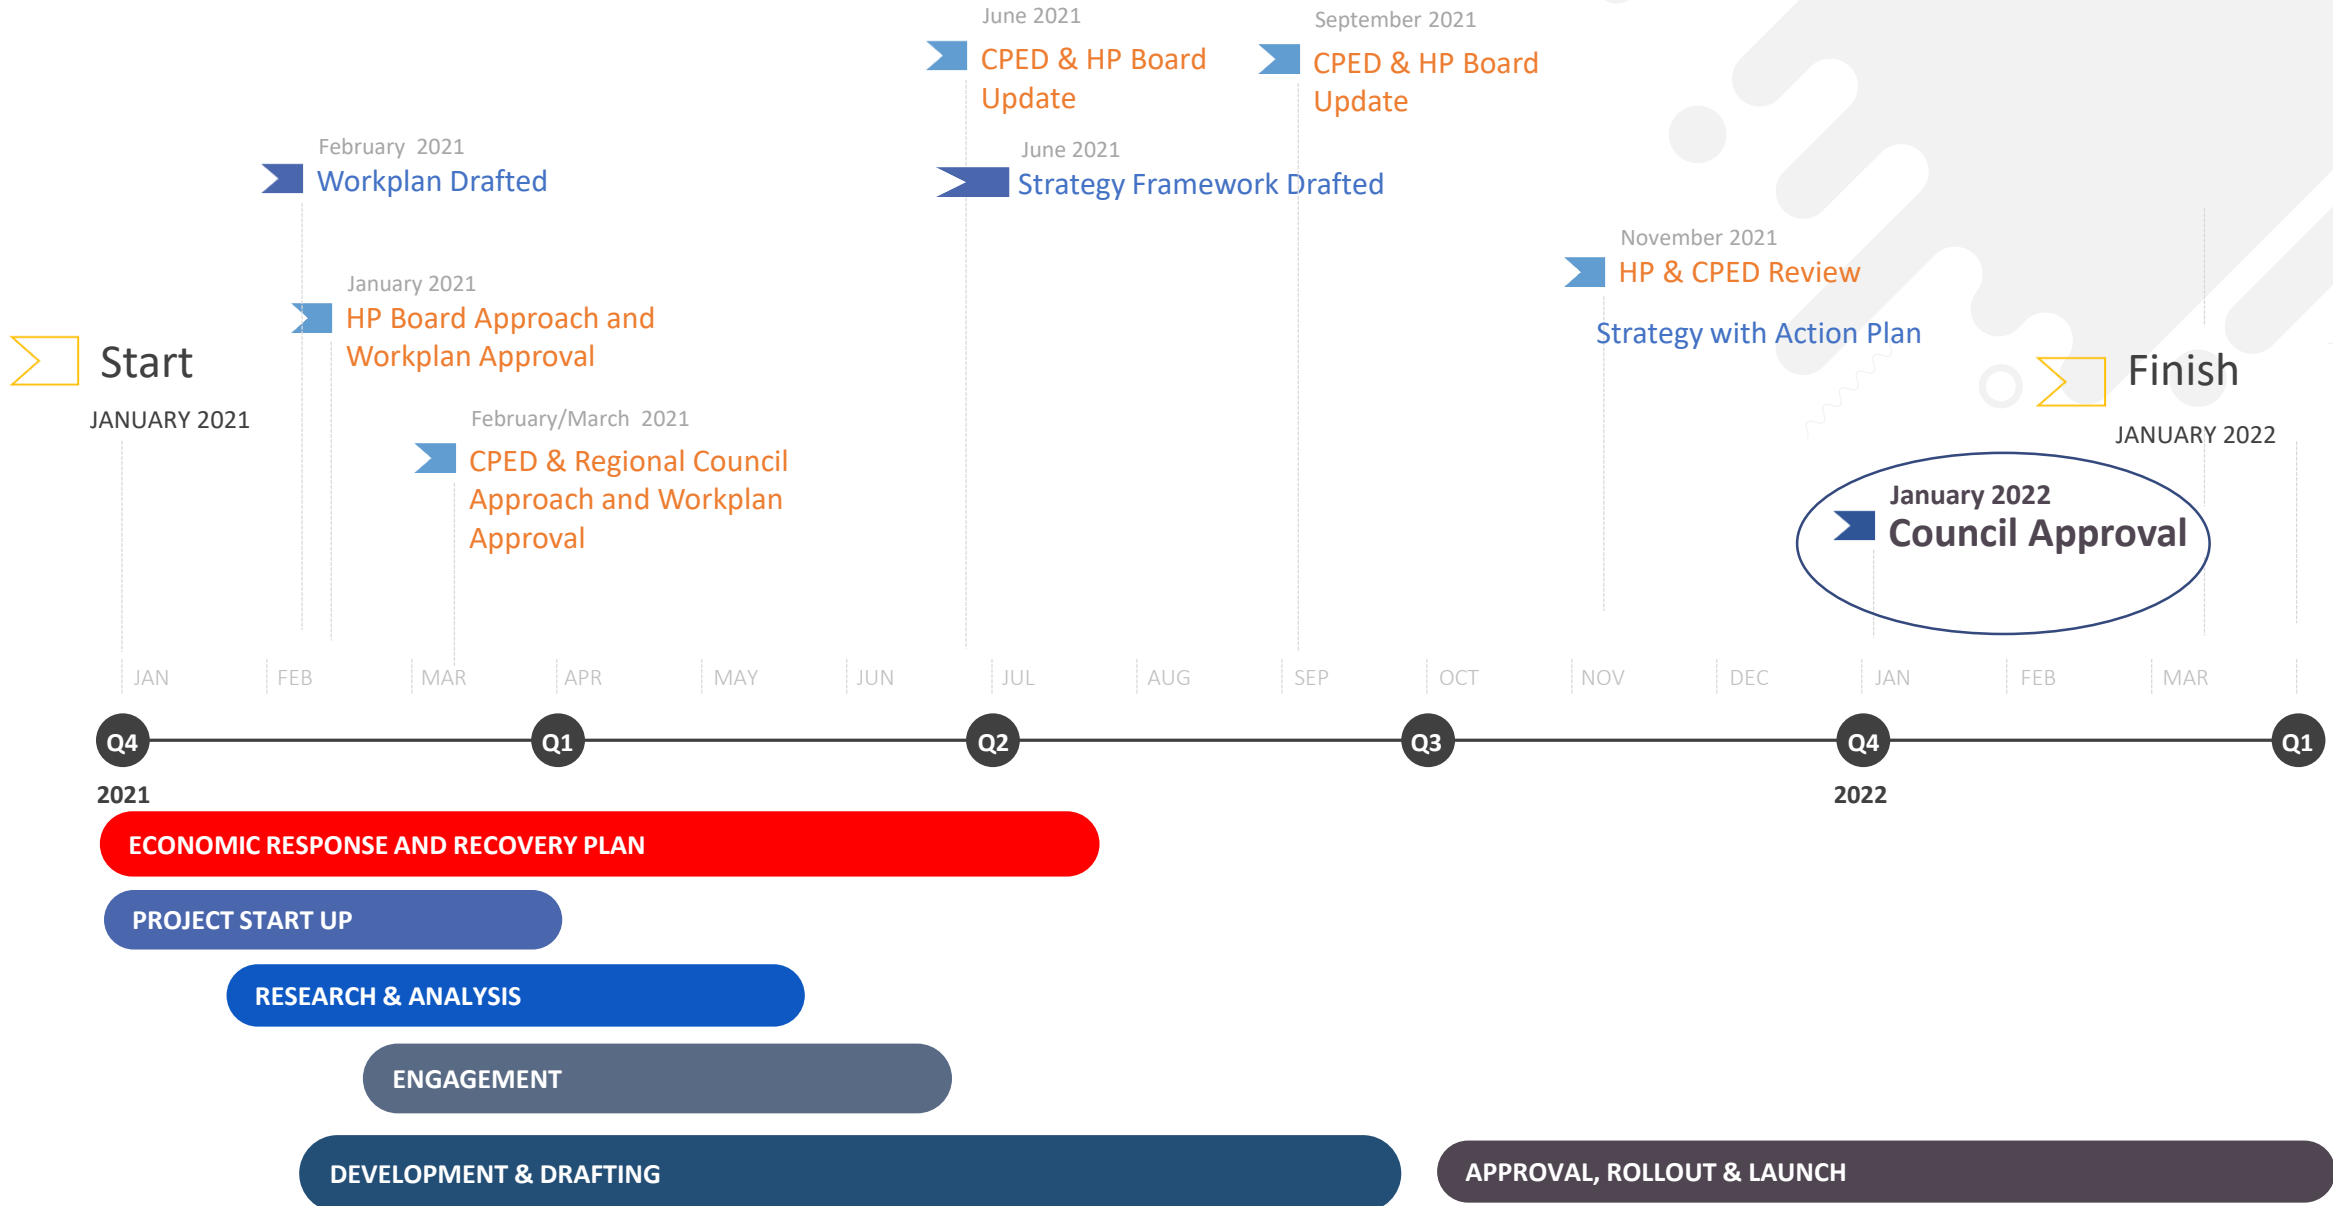 June 2021
CPED & HP Board
Update
September 2021
CPED & HP Board
Update
February 2021
Workplan Drafted
June 2021
Strategy Framework Drafted
January 2021
HP Board Approach and
Workplan Approval
November 2021
HP & CPED Review
Strategy with Action Plan
Start
JANUARY 2021
Finish
JANUARY 2022
February/March 2021
CPED & Regional Council
Approach and Workplan
Approval
January 2022
Council Approval
JAN FEB MAR APR MAY JUN JUL AUG SEP OCT NOV DEC JAN FEB MAR
Q4 Q1 Q2 Q3 Q4 Q1
2021 2022
ECONOMIC RESPONSE AND RECOVERY PLAN
PROJECT START UP
RESEARCH & ANALYSIS
ENGAGEMENT
DEVELOPMENT & DRAFTING
APPROVAL, ROLLOUT & LAUNCH